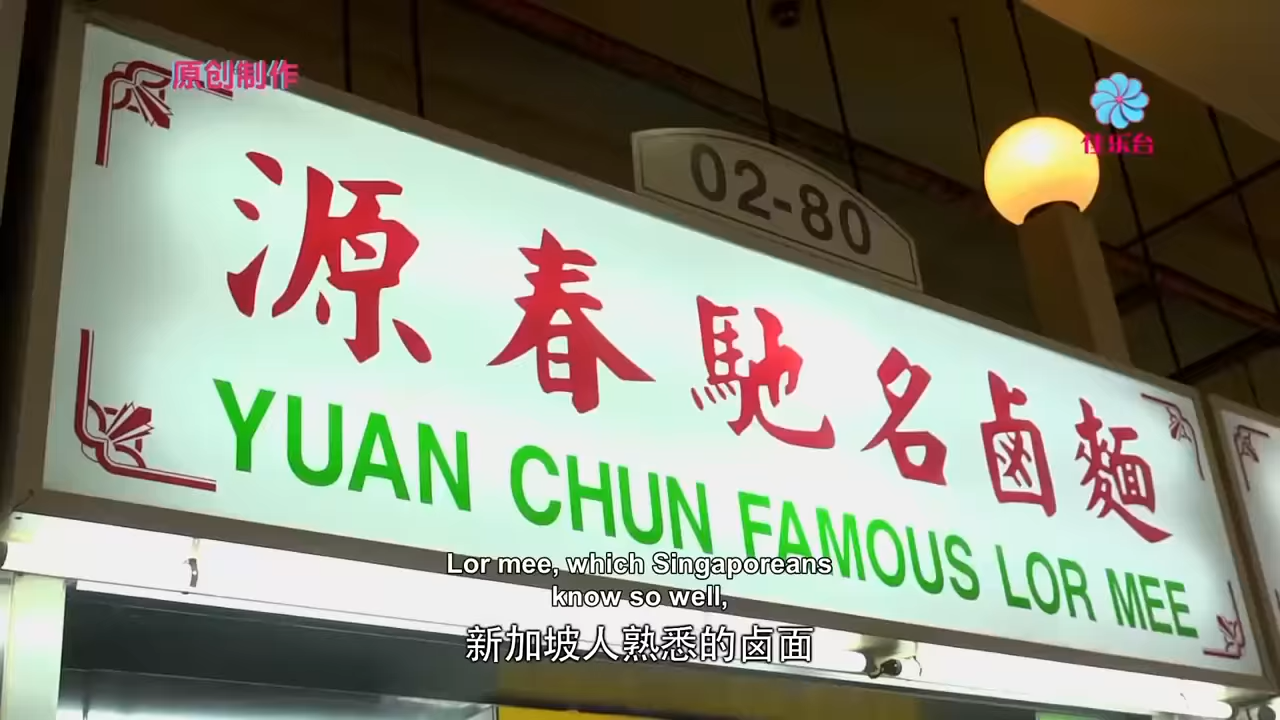 原创制作
佳乐台
02-80
源春馳名鹵麵
YUAN CHUN FAMOUS LOR MEE
Lor mee, which Singaporeans
know so well,
新加坡人熟悉的卤面